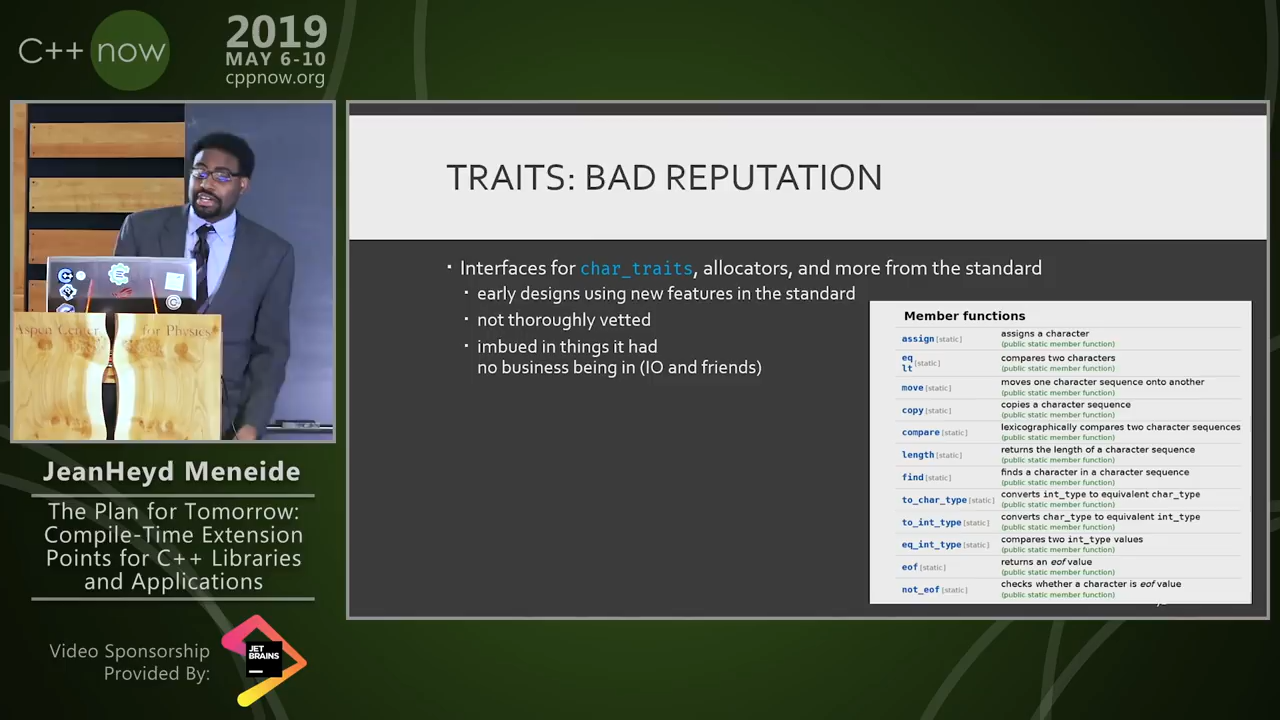 C++ now
2019
MAY 6-10
cppnow.org
Aspen Center for Physics
JeanHeyd Meneide
The Plan for Tomorrow:
Compile-Time Extension
Points for C++ Libraries
and Applications
Video Sponsorship
Provided By:
JET
BRAINS
TRAITS: BAD REPUTATION
▪ Interfaces for char_traits, allocators, and more from the standard
▪ early designs using new features in the standard
▪ not thoroughly vetted
▪ imbued in things it had
no business being in (IO and friends)
Member functions
assign [static] assigns a character
(public static member function)
eq
lt [static] compares two characters
(public static member function)
move [static] moves one character sequence onto another
(public static member function)
copy [static] copies a character sequence
(public static member function)
compare [static] lexicographically compares two character sequences
(public static member function)
length [static] returns the length of a character sequence
(public static member function)
find [static] finds a character in a character sequence
(public static member function)
to_char_type [static] converts int_type to equivalent char_type
(public static member function)
to_int_type [static] converts char_type to equivalent int_type
(public static member function)
eq_int_type [static] compares two int_type values
(public static member function)
eof [static] returns an eof value
(public static member function)
not_eof [static] checks whether a character is eof value
(public static member function)